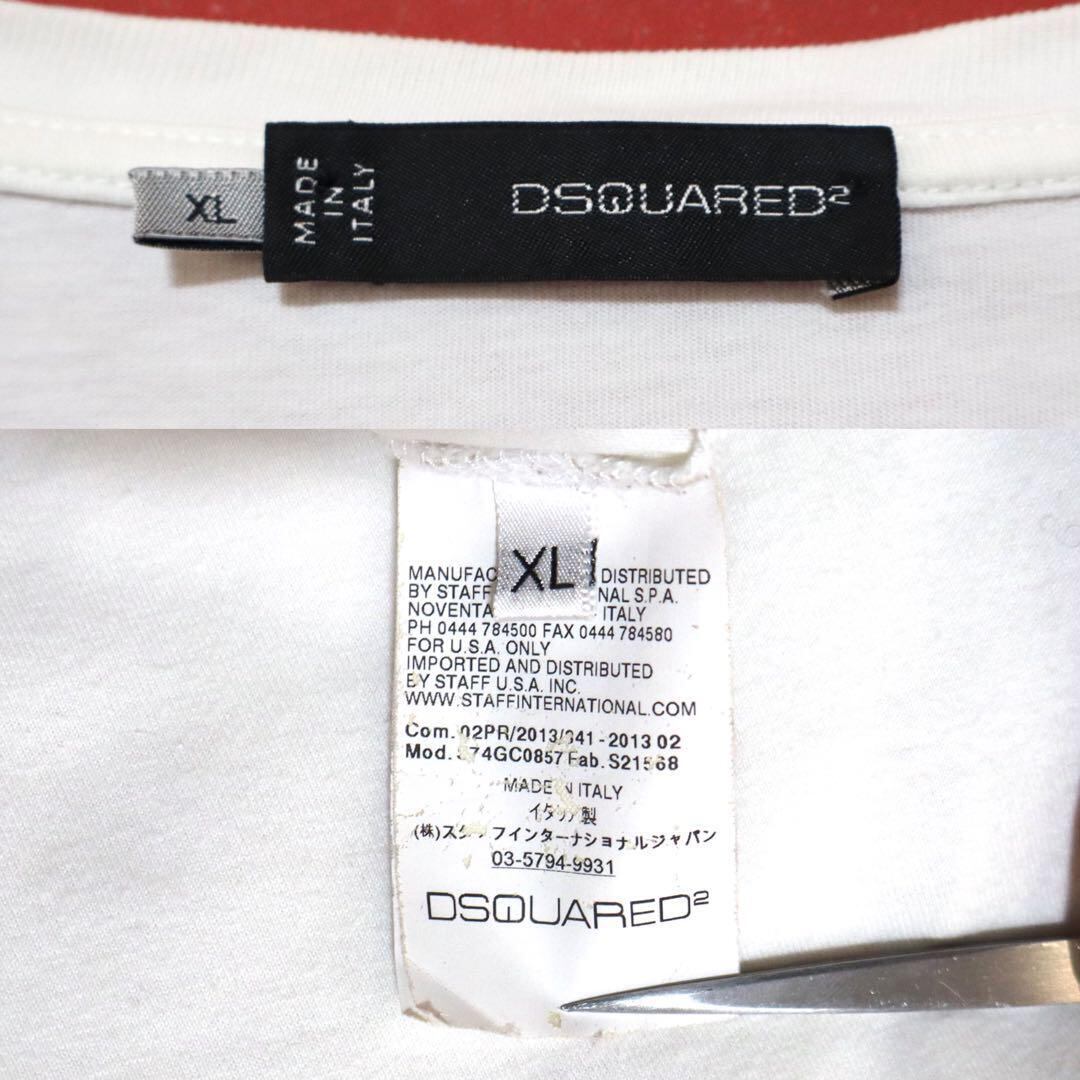 XL
MADE
IN
ITALY
DSQUARED²
XL
MANUFAC DISTRIBUTED
BY STAFF NAL S.P.A.
NOVENTA ITALY
PH 0444 784500 FAX 0444 784580
FOR U.S.A. ONLY
IMPORTED AND DISTRIBUTED
BY STAFF U.S.A. INC.
WWW.STAFFINTERNATIONAL.COM
Com. 02PR/2013/341 - 2013 02
Mod. 74GC0857 Fab. S21568
MADE IN ITALY
イタリア製
(株)スタッフインターナショナルジャパン
03-5794-9931
DSQUARED²